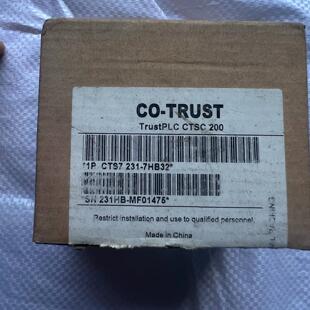 CO-TRUST
TrustPLC CTSC 200
"1P CTS7 231-7HB32"
"SN 231HB-MF01475"
Restrict installation and use to qualified personnel.
Made in China